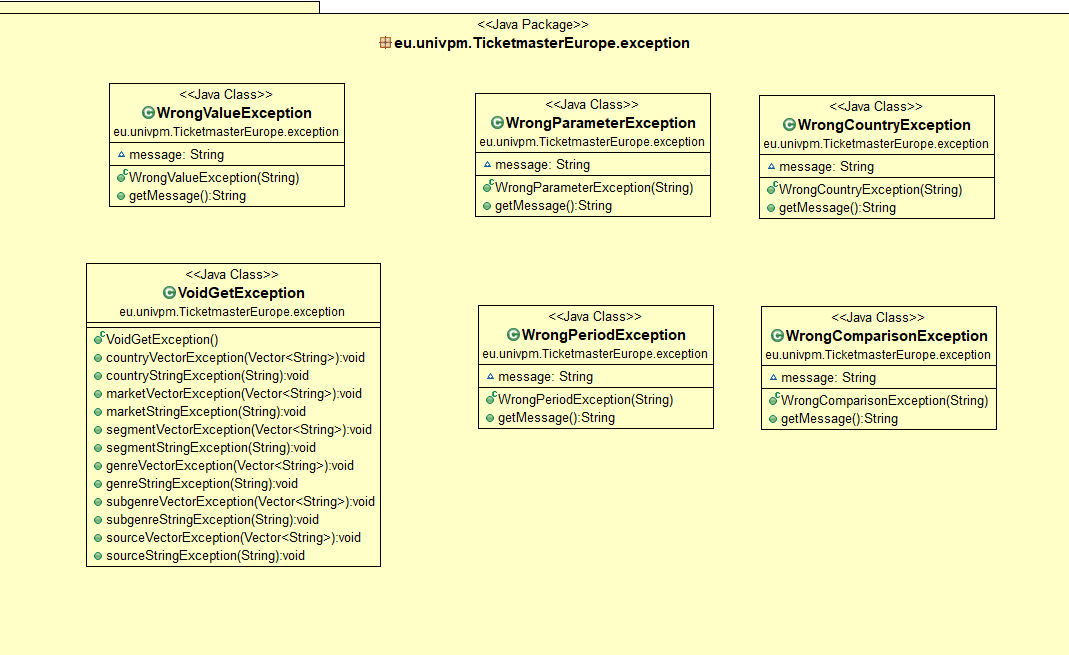 <<Java Package>>
eu.univpm.TicketmasterEurope.exception
<<Java Class>>
WrongValueException
eu.univpm.TicketmasterEurope.exception
message: String
WrongValueException(String)
getMessage():String
<<Java Class>>
WrongParameterException
eu.univpm.TicketmasterEurope.exception
message: String
WrongParameterException(String)
getMessage():String
<<Java Class>>
WrongCountryException
eu.univpm.TicketmasterEurope.exception
message: String
WrongCountryException(String)
getMessage():String
<<Java Class>>
VoidGetException
eu.univpm.TicketmasterEurope.exception
VoidGetException()
countryVectorException(Vector<String>):void
countryStringException(String):void
marketVectorException(Vector<String>):void
marketStringException(String):void
segmentVectorException(Vector<String>):void
segmentStringException(String):void
genreVectorException(Vector<String>):void
genreStringException(String):void
subgenreVectorException(Vector<String>):void
subgenreStringException(String):void
sourceVectorException(Vector<String>):void
sourceStringException(String):void
<<Java Class>>
WrongPeriodException
eu.univpm.TicketmasterEurope.exception
message: String
WrongPeriodException(String)
getMessage():String
<<Java Class>>
WrongComparisonException
eu.univpm.TicketmasterEurope.exception
message: String
WrongComparisonException(String)
getMessage():String